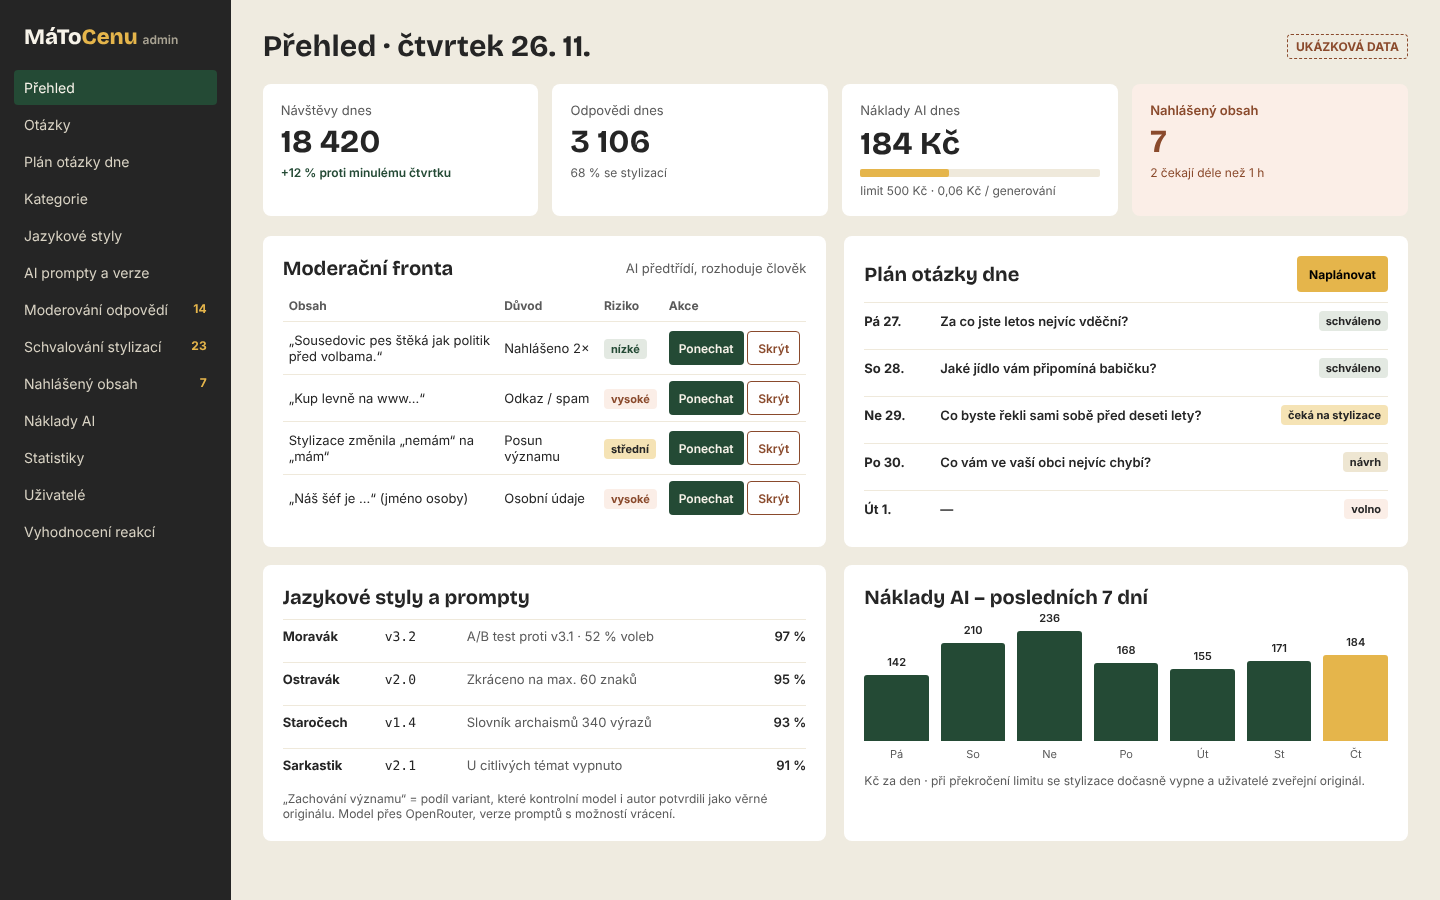 MáToCenu admin
Přehled
Otázky
Plán otázky dne
Kategorie
Jazykové styly
AI prompty a verze
Moderování odpovědí 14
Schvalování stylizací 23
Nahlášený obsah 7
Náklady AI
Statistiky
Uživatelé
Vyhodnocení reakcí
Přehled · čtvrtek 26. 11.
UKÁZKOVÁ DATA
Návštěvy dnes
18 420
+12 % proti minulému čtvrtku
Odpovědi dnes
3 106
68 % se stylizací
Náklady AI dnes
184 Kč
limit 500 Kč · 0,06 Kč / generování
Nahlášený obsah
7
2 čekají déle než 1 h
Moderační fronta
AI předtřídí, rozhoduje člověk
Obsah Důvod Riziko Akce
„Sousedovic pes štěká jak politik
před volbama.“
Nahlášeno 2×
nízké
Ponechat Skrýt
„Kup levně na www…“ Odkaz / spam vysoké Ponechat Skrýt
Stylizace změnila „nemám“ na
„mám“
Posun
významu
střední
Ponechat Skrýt
„Náš šéf je …“ (jméno osoby) Osobní údaje vysoké Ponechat Skrýt
Plán otázky dne
Naplánovat
Pá 27. Za co jste letos nejvíc vděční? schváleno
So 28. Jaké jídlo vám připomíná babičku? schváleno
Ne 29. Co byste řekli sami sobě před deseti lety? čeká na stylizace
Po 30. Co vám ve vaší obci nejvíc chybí? návrh
Út 1. — volno
Jazykové styly a prompty
Moravák v3.2 A/B test proti v3.1 · 52 % voleb 97 %
Ostravák v2.0 Zkráceno na max. 60 znaků 95 %
Staročech v1.4 Slovník archaismů 340 výrazů 93 %
Sarkastik v2.1 U citlivých témat vypnuto 91 %
„Zachování významu“ = podíl variant, které kontrolní model i autor potvrdili jako věrné
originálu. Model přes OpenRouter, verze promptů s možností vrácení.
Náklady AI – posledních 7 dní
142 210 236 168 155 171 184
Pá So Ne Po Út St Čt
Kč za den · při překročení limitu se stylizace dočasně vypne a uživatelé zveřejní originál.